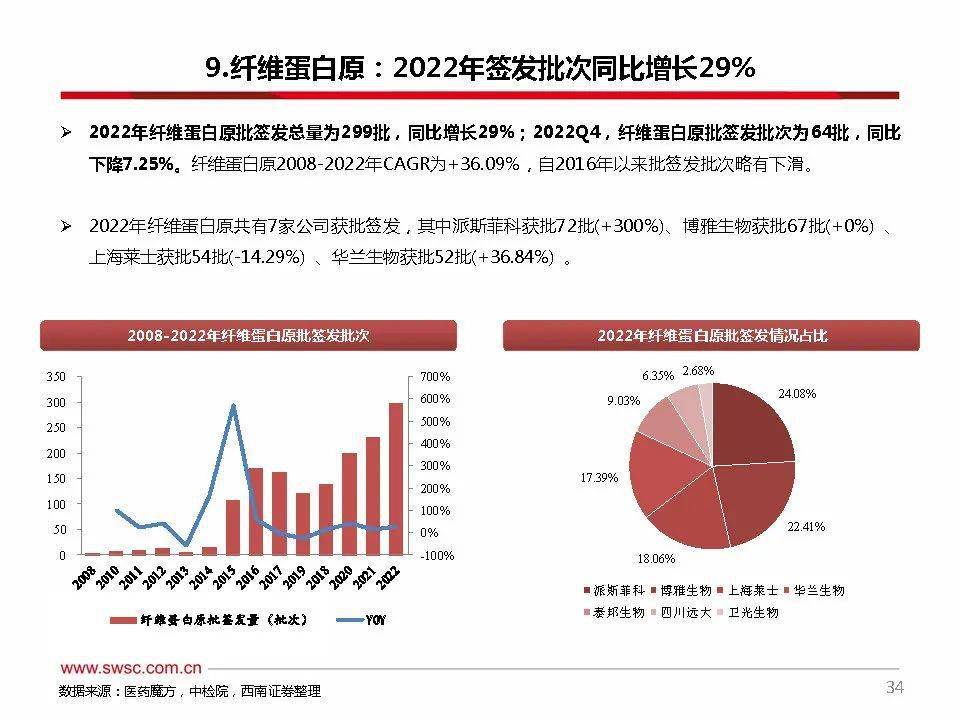 9.纤维蛋白原：2022年签发批次同比增长29%
➢ 2022年纤维蛋白原批签发总量为299批，同比增长29%；2022Q4，纤维蛋白原批签发批次为64批，同比
下降7.25%。纤维蛋白原2008-2022年CAGR为+36.09%，自2016年以来批签发批次略有下滑。
➢ 2022年纤维蛋白原共有7家公司获批签发，其中派斯菲科获批72批(+300%)、博雅生物获批67批(+0%) 、
上海莱士获批54批(-14.29%) 、华兰生物获批52批(+36.84%) 。
2008-2022年纤维蛋白原批签发批次
350
300
250
200
150
100
50
0
700%
600%
500%
400%
300%
200%
100%
0%
-100%
2008 2010 2011 2012 2013 2014 2015 2016 2017 2019 2018 2020 2021 2022
纤维蛋白原批签发量（批次） YOY
2022年纤维蛋白原批签发情况占比
24.08%
22.41%
18.06%
17.39%
9.03%
6.35%
2.68%
派斯菲科 博雅生物 上海莱士 华兰生物
泰邦生物 四川远大 卫光生物
www.swsc.com.cn
数据来源：医药魔方，中检院，西南证券整理
34